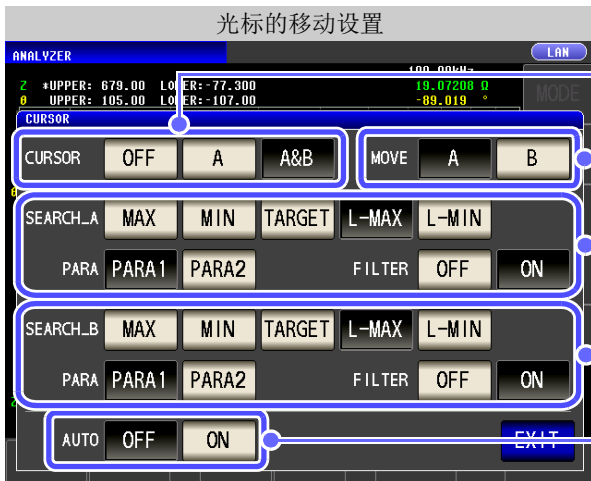 光标的移动设置
ANALYZER LAN
Z *UPPER: 679.00 LOWER:-77.300 19.07208 Ω
θ UPPER: 105.00 LOWER:-107.00 -89.019 °
MODE
CURSOR
CURSOR OFF A A&B MOVE A B
SEARCH_A MAX MIN TARGET L-MAX L-MIN
PARA PARA1 PARA2 FILTER OFF ON
SEARCH_B MAX MIN TARGET L-MAX L-MIN
PARA PARA1 PARA2 FILTER OFF ON
AUTO OFF ON EXIT